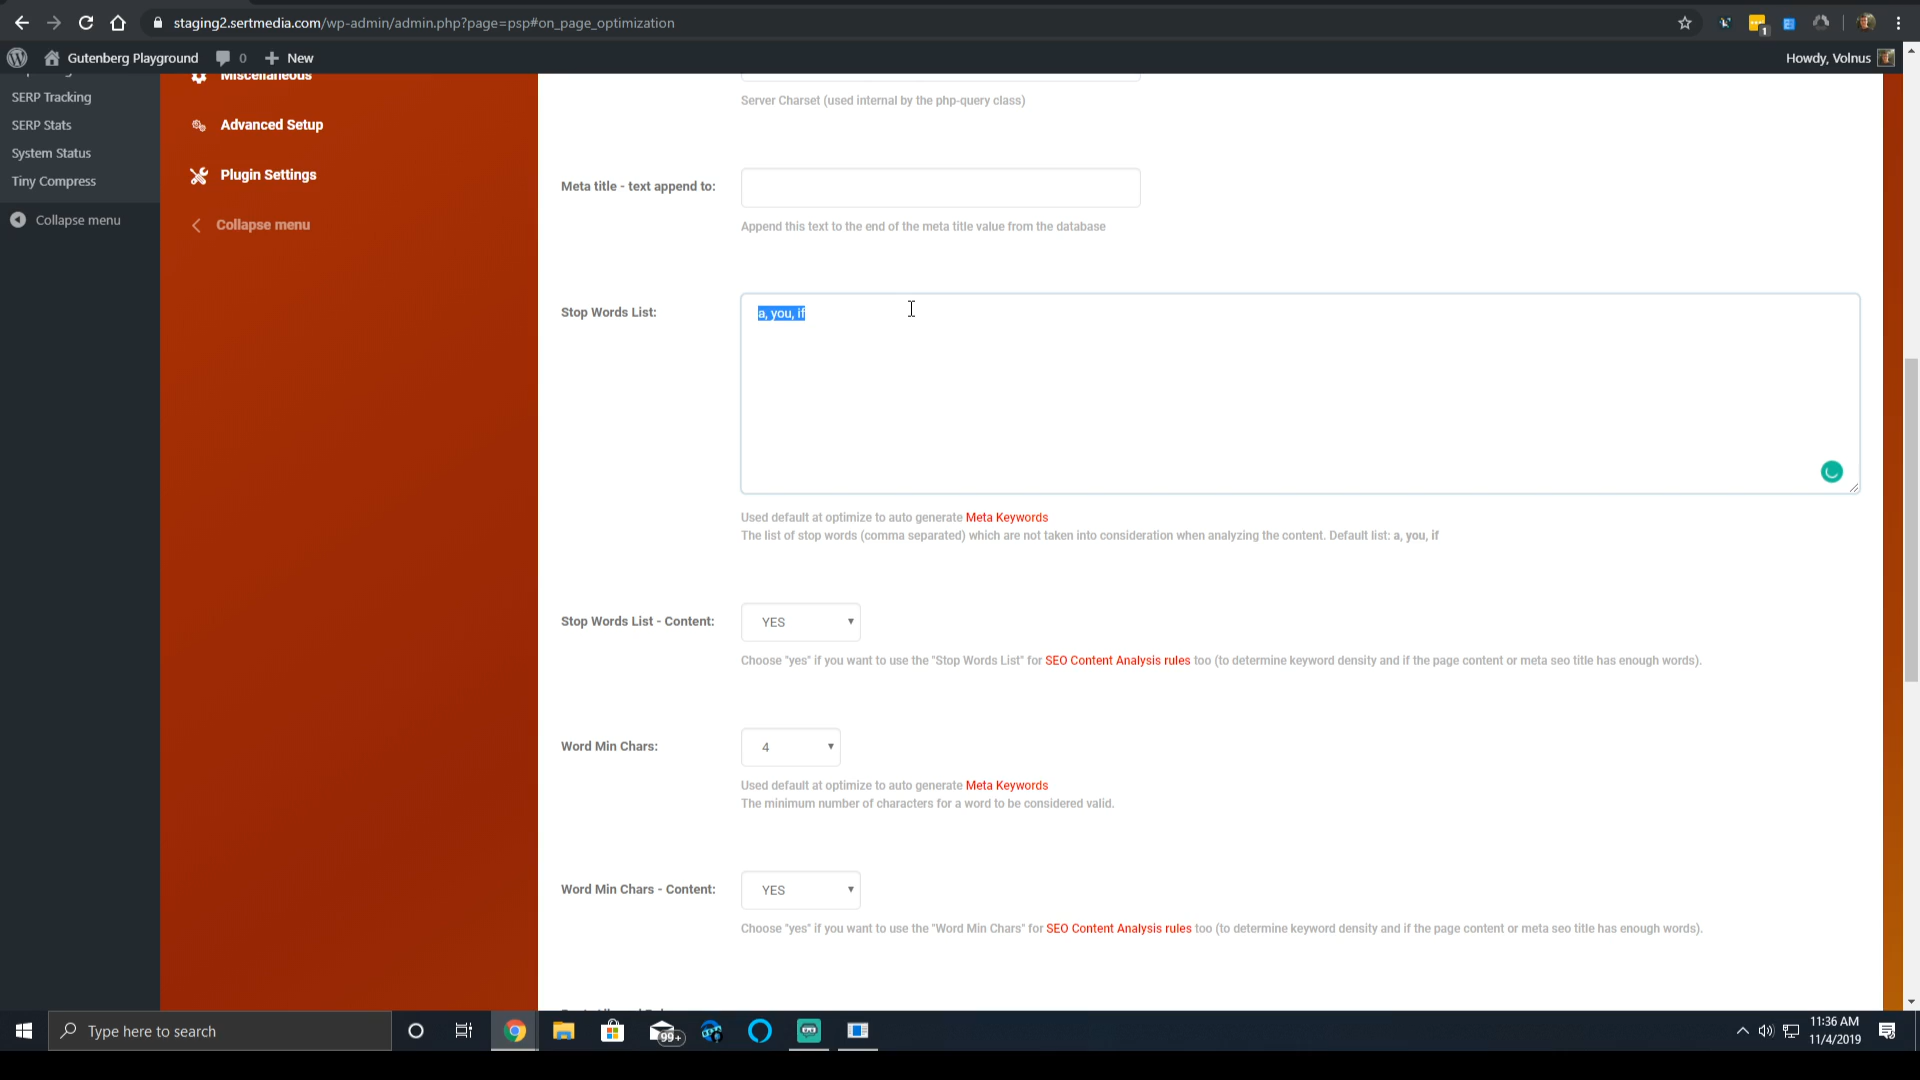 staging2.sertmedia.com/wp-admin/admin.php?page=psp#on_page_optimization
1
Gutenberg Playground
0
New
Howdy, Volnus
SERP Tracking
SERP Stats
System Status
Tiny Compress
Collapse menu
Miscellaneous
Advanced Setup
Plugin Settings
Collapse menu
Server Charset (used internal by the php-query class)
Meta title - text append to:
Append this text to the end of the meta title value from the database
Stop Words List:
a, you, if
Used default at optimize to auto generate Meta Keywords
The list of stop words (comma separated) which are not taken into consideration when analyzing the content. Default list: a, you, if
Stop Words List - Content:
YES
Choose "yes" if you want to use the "Stop Words List" for SEO Content Analysis rules too (to determine keyword density and if the page content or meta seo title has enough words).
Word Min Chars:
4
Used default at optimize to auto generate Meta Keywords
The minimum number of characters for a word to be considered valid.
Word Min Chars - Content:
YES
Choose "yes" if you want to use the "Word Min Chars" for SEO Content Analysis rules too (to determine keyword density and if the page content or meta seo title has enough words).
Type here to search
99+
11:36 AM
11/4/2019